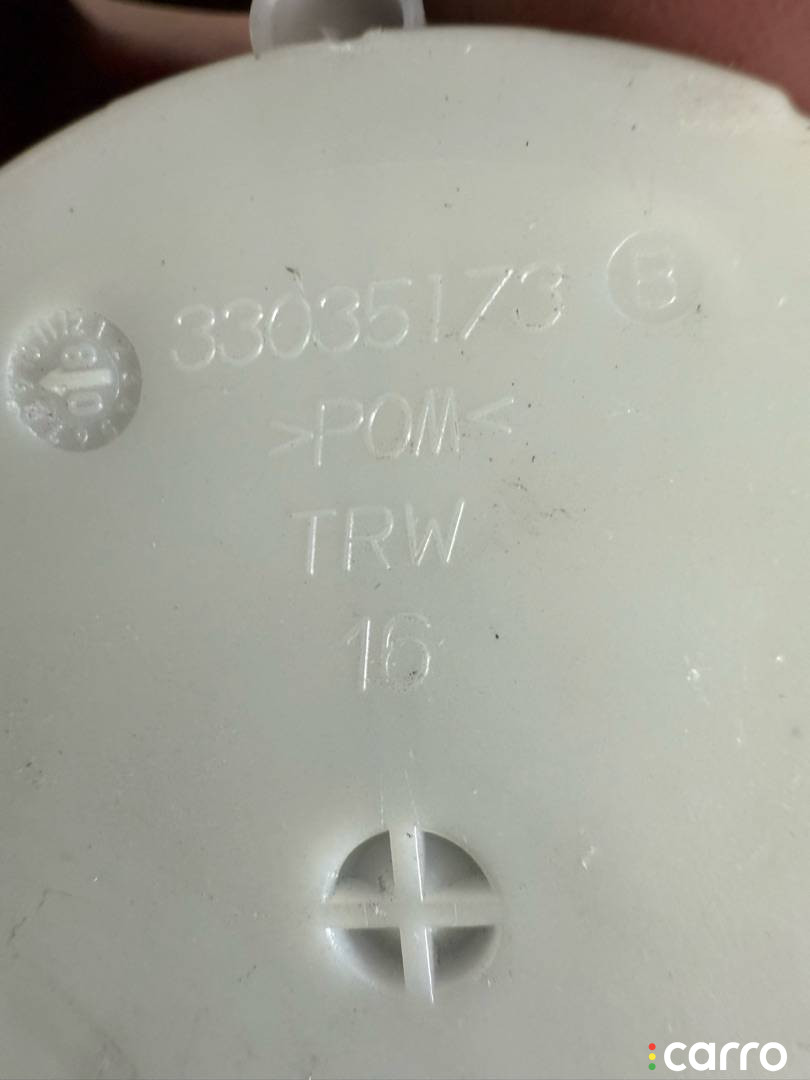 33035173 B
>POM<
TRW
16
carro